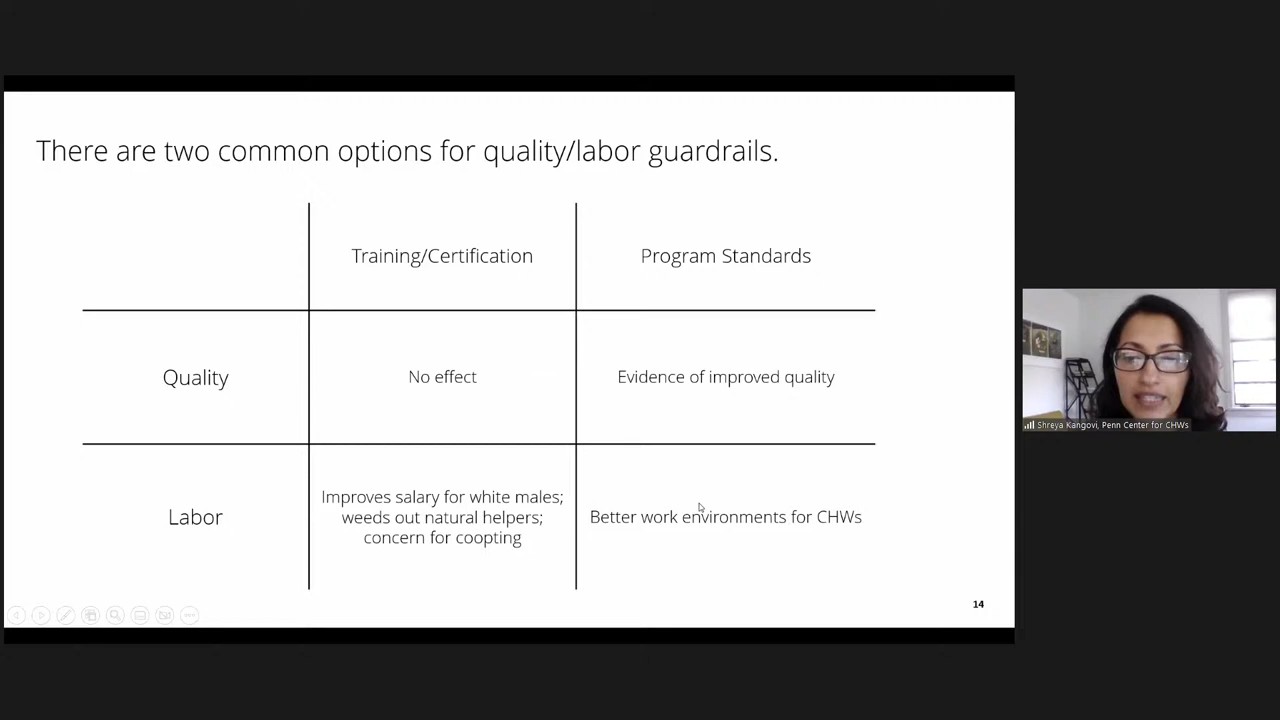 There are two common options for quality/labor guardrails.
Training/Certification
Program Standards
Quality
No effect
Evidence of improved quality
Labor
Improves salary for white males;
weeds out natural helpers;
concern for coopting
Better work environments for CHWs
14
Shreya Kangovi, Penn Center for CHWs